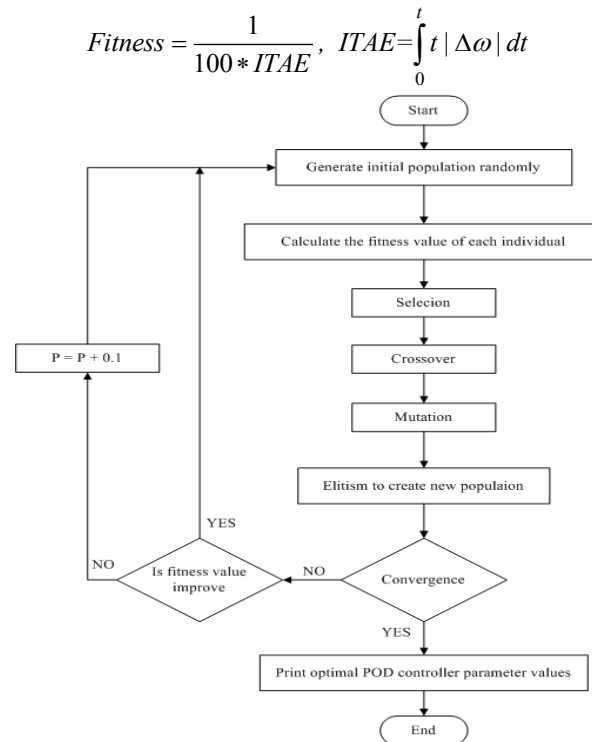 Fitness = 1 / 100 * ITAE , ITAE = ∫₀ᵗ t | Δω | dt
Start
Generate initial population randomly
Calculate the fitness value of each individual
Selecion
P = P + 0.1
Crossover
Mutation
Elitism to create new populaion
YES
NO
Is fitness value
improve
NO
Convergence
YES
Print optimal POD controller parameter values
End